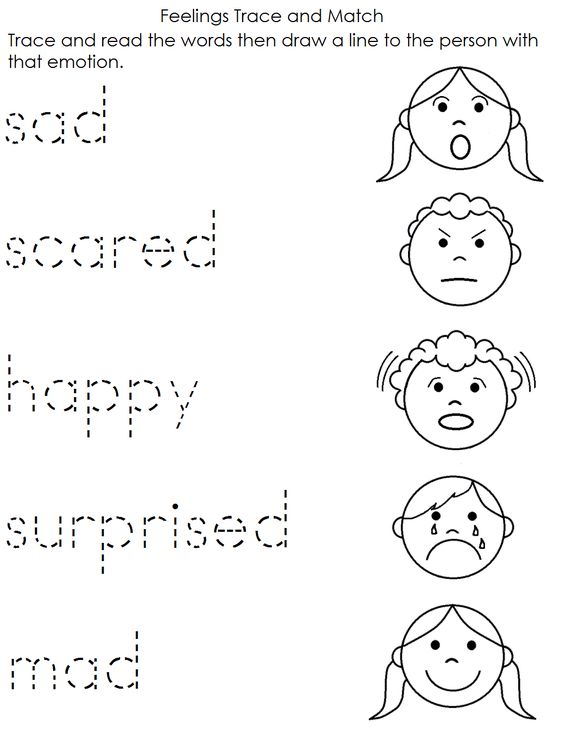 Feelings Trace and Match
Trace and read the words then draw a line to the person with
that emotion.
sad
scared
happy
surprised
mad